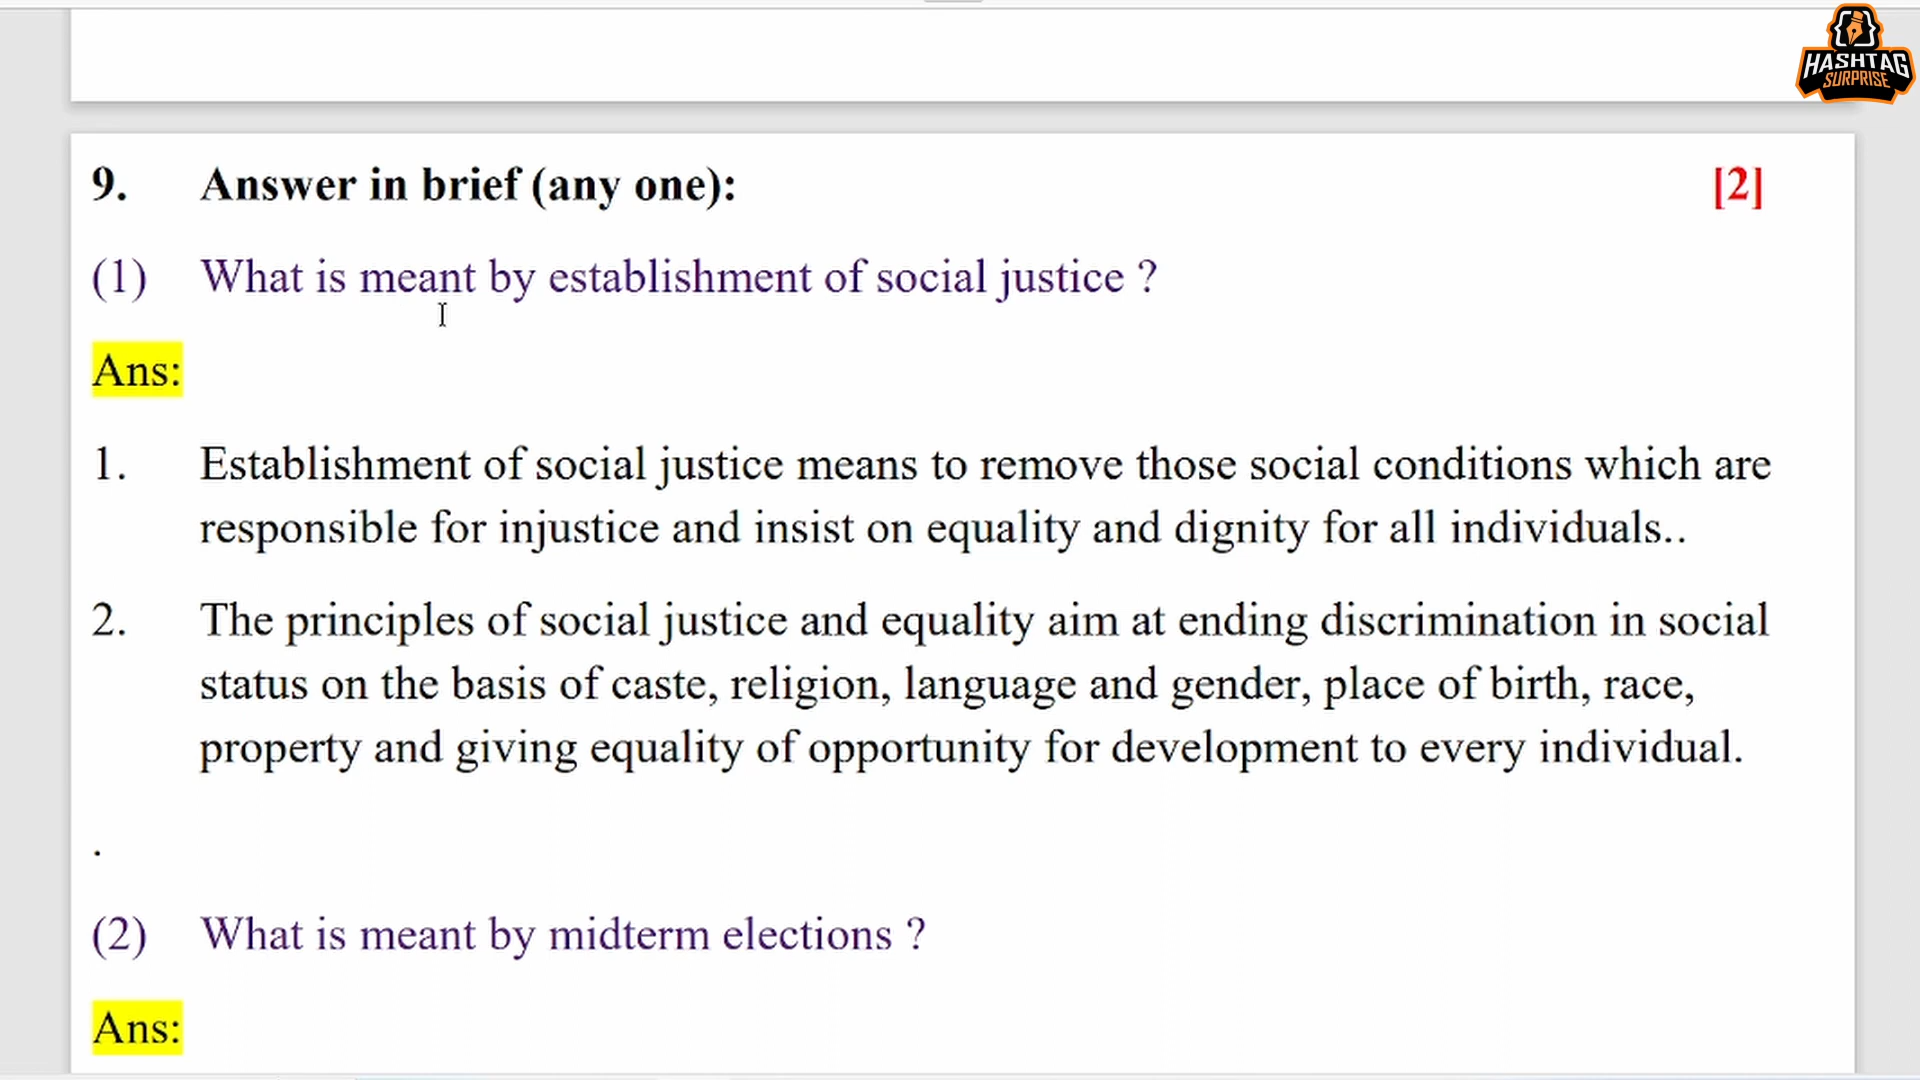 HASHTAG
SURPRISE
9. Answer in brief (any one): [2]
(1) What is meant by establishment of social justice ?
Ans:
1. Establishment of social justice means to remove those social conditions which are
responsible for injustice and insist on equality and dignity for all individuals..
2. The principles of social justice and equality aim at ending discrimination in social
status on the basis of caste, religion, language and gender, place of birth, race,
property and giving equality of opportunity for development to every individual.
.
(2) What is meant by midterm elections ?
Ans: